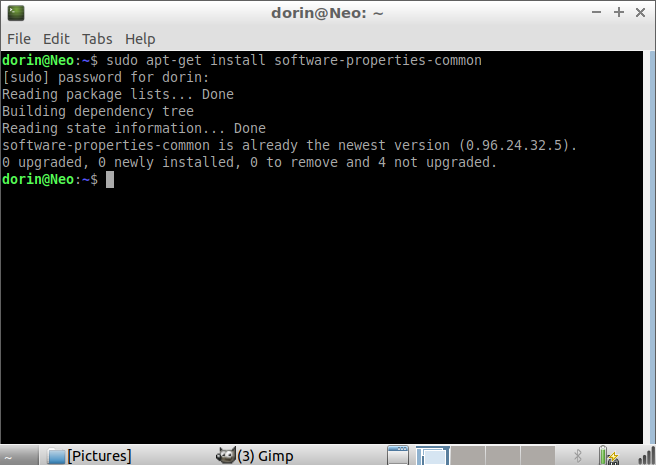 dorin@Neo: ~
File Edit Tabs Help
dorin@Neo:~$ sudo apt-get install software-properties-common
[sudo] password for dorin:
Reading package lists... Done
Building dependency tree
Reading state information... Done
software-properties-common is already the newest version (0.96.24.32.5).
0 upgraded, 0 newly installed, 0 to remove and 4 not upgraded.
dorin@Neo:~$
~ [Pictures] (3) Gimp